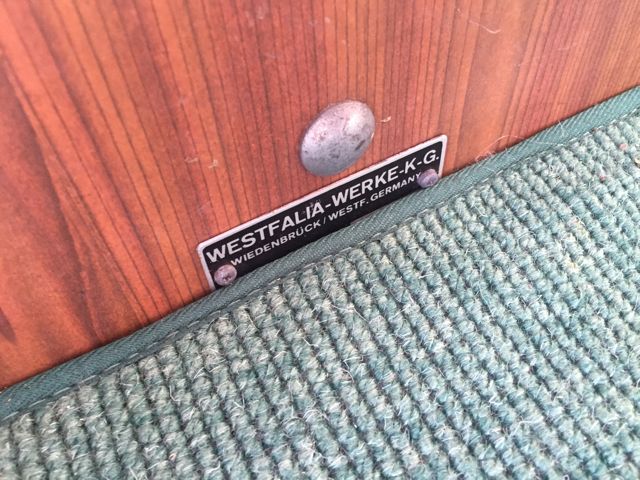 WESTFALIA-WERKE-K-G.
WIEDENBRÜCK/WESTF. GERMANY